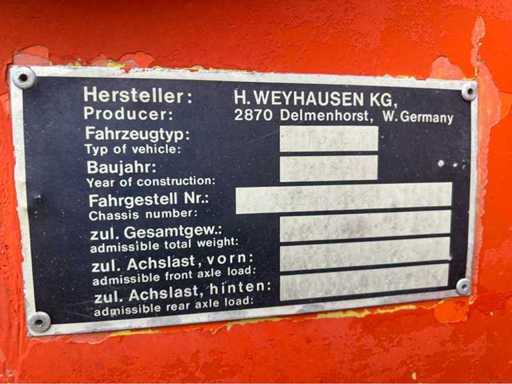 Hersteller: H. WEYHAUSEN KG,
Producer: 2870 Delmenhorst, W. Germany
Fahrzeugtyp:
Typ of vehicle:
Baujahr:
Year of construction:
Fahrgestell Nr.:
Chassis number:
zul. Gesamtgew.:
admissible total weight:
zul. Achslast, vorn:
admissible front axle load:
zul. Achslast, hinten:
admissible rear axle load: